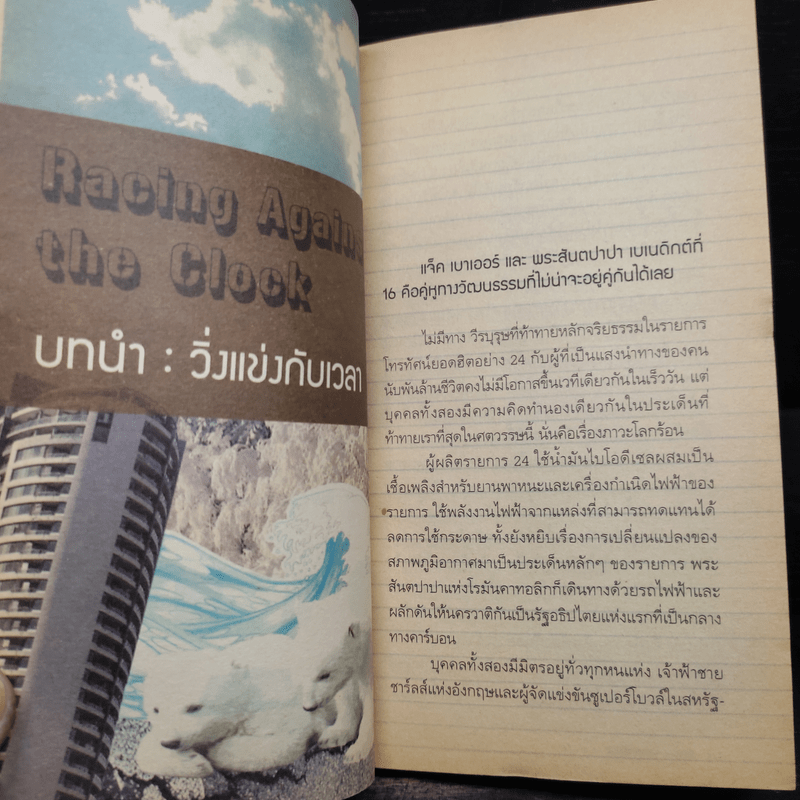 Racing Against
the Clock
บทนำ : วิ่งแข่งกับเวลา
แจ็ค เบาเออร์ และ พระสันตปาปา เบเนดิกต์ที่
16 คือคู่หูทางวัฒนธรรมที่ไม่น่าจะอยู่คู่กันได้เลย
ไม่มีทาง วีรบุรุษที่ท้าทายหลักจริยธรรมในรายการ
โทรทัศน์ยอดฮิตอย่าง 24 กับผู้ที่เป็นแสงนำทางของคน
นับพันล้านชีวิตคงไม่มีโอกาสขึ้นเวทีเดียวกันในเร็ววัน แต่
บุคคลทั้งสองมีความคิดทำนองเดียวกันในประเด็นที่
ท้าทายเราที่สุดในศตวรรษนี้ นั่นคือเรื่องภาวะโลกร้อน
ผู้ผลิตรายการ 24 ใช้น้ำมันไบโอดีเซลผสมเป็น
เชื้อเพลิงสำหรับยานพาหนะและเครื่องกำเนิดไฟฟ้าของ
รายการ ใช้พลังงานไฟฟ้าจากแหล่งที่สามารถทดแทนได้
ลดการใช้กระดาษ ทั้งยังหยิบเรื่องการเปลี่ยนแปลงของ
สภาพภูมิอากาศมาเป็นประเด็นหลักๆ ของรายการ พระ
สันตปาปาแห่งโรมันคาทอลิกก็เดินทางด้วยรถไฟฟ้าและ
ผลักดันให้นครวาติกันเป็นรัฐอธิปไตยแห่งแรกที่เป็นกลาง
ทางคาร์บอน
บุคคลทั้งสองมีมิตรอยู่ทั่วทุกหนแห่ง เจ้าฟ้าชาย
ชาร์ลส์แห่งอังกฤษและผู้จัดแข่งขันซูเปอร์โบวล์ในสหรัฐ-